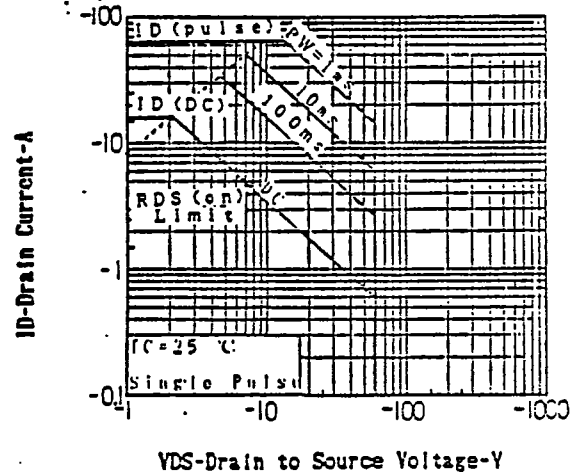 -100
ID(pulse)
PW=1ms
10ms
100ms
ID(DC)
-10
DC
RDS(on)
Limit
ID-Drain Current-A
-1
TC=25 ℃
Single Pulse
-0.1
-1
-10
-100
-1000
VDS-Drain to Source Voltage-V